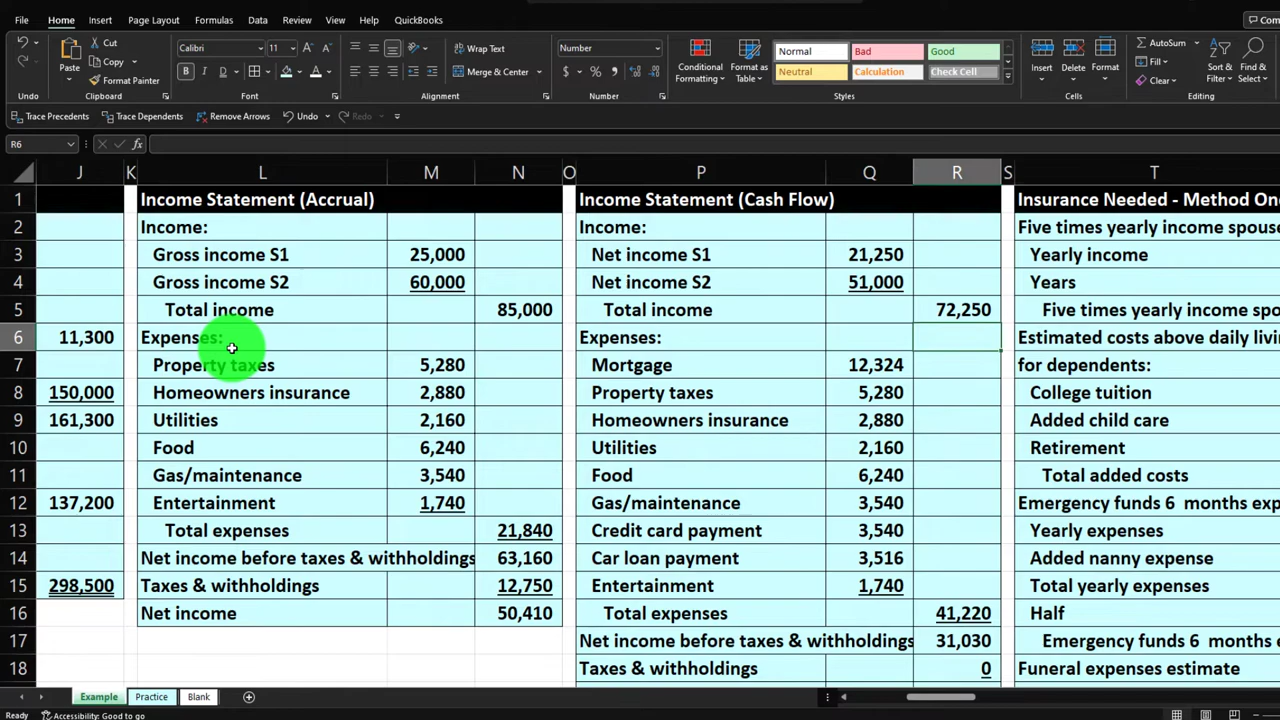 File Home Insert Page Layout Formulas Data Review View Help QuickBooks
Cut Calibri 11 Wrap Text Number Normal Bad Good AutoSum
Paste Copy Conditional Format as Insert Delete Format Fill Sort & Find &
Format Painter B I U Merge & Center $ % Formatting Table Neutral Calculation Check Cell Clear Filter Select
Undo Clipboard Font Alignment Number Styles Cells Editing
Trace Precedents Trace Dependents Remove Arrows Undo Redo
R6 fx
J K L M N O P Q R S T
1 Income Statement (Accrual) Income Statement (Cash Flow) Insurance Needed - Method On
2 Income: Income: Five times yearly income spous
3 Gross income S1 25,000 Net income S1 21,250 Yearly income
4 Gross income S2 60,000 Net income S2 51,000 Years
5 Total income 85,000 Total income 72,250 Five times yearly income spo
6 11,300 Expenses: Expenses: Estimated costs above daily livi
7 Property taxes 5,280 Mortgage 12,324 for dependents:
8 150,000 Homeowners insurance 2,880 Property taxes 5,280 College tuition
9 161,300 Utilities 2,160 Homeowners insurance 2,880 Added child care
10 Food 6,240 Utilities 2,160 Retirement
11 Gas/maintenance 3,540 Food 6,240 Total added costs
12 137,200 Entertainment 1,740 Gas/maintenance 3,540 Emergency funds 6 months exp
13 Total expenses 21,840 Credit card payment 3,540 Yearly expenses
14 Net income before taxes & withholdings 63,160 Car loan payment 3,516 Added nanny expense
15 298,500 Taxes & withholdings 12,750 Entertainment 1,740 Total yearly expenses
16 Net income 50,410 Total expenses 41,220 Half
17 Net income before taxes & withholdings 31,030 Emergency funds 6 months e
18 Taxes & withholdings 0 Funeral expenses estimate
Example Practice Blank
Ready Accessibility: Good to go